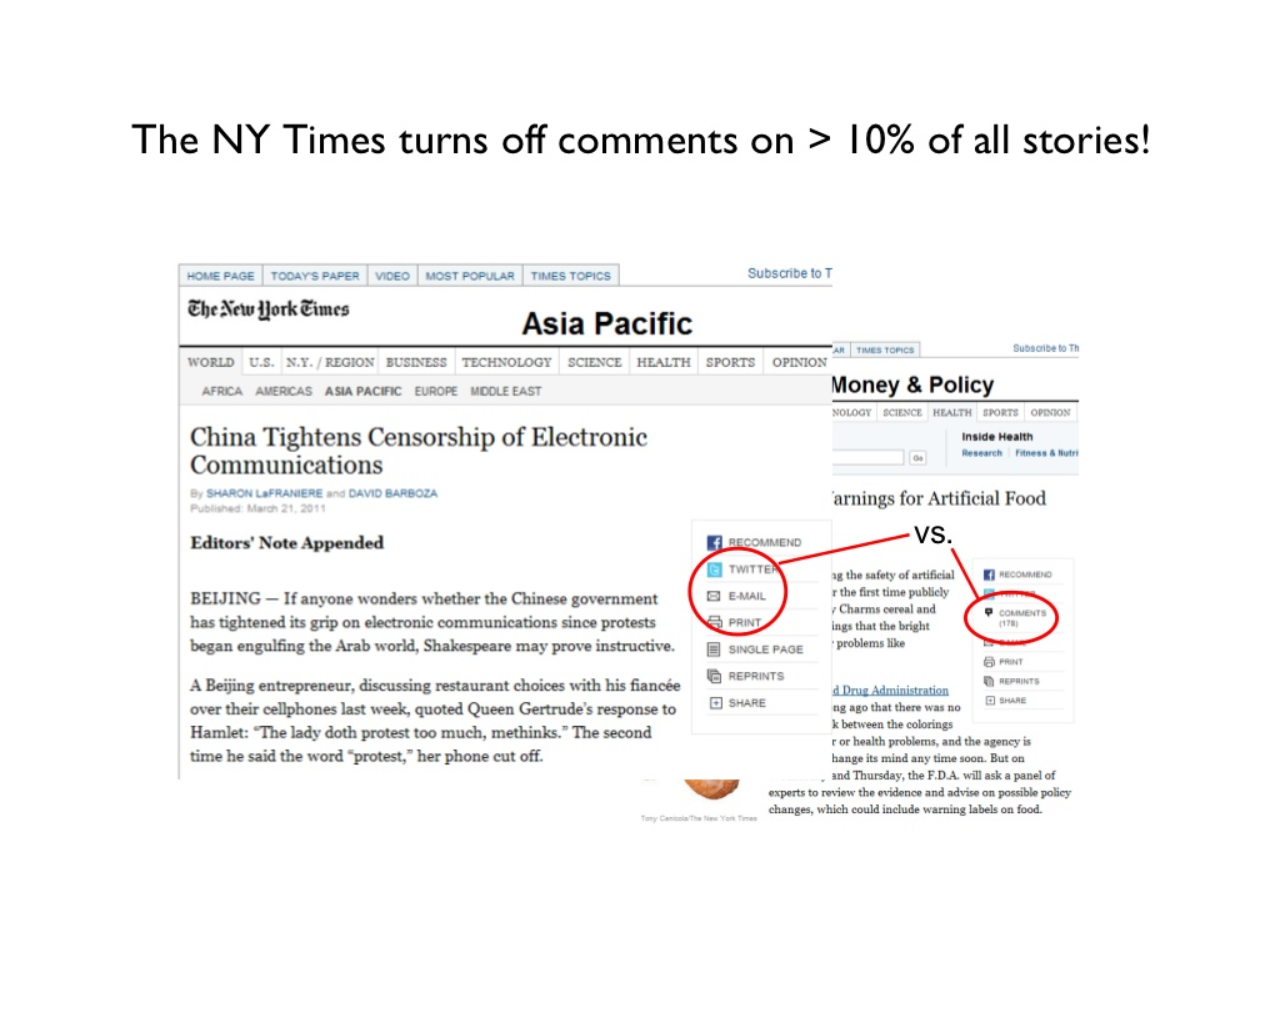 The NY Times turns off comments on > 10% of all stories!
HOME PAGE TODAY'S PAPER VIDEO MOST POPULAR TIMES TOPICS
Subscribe to T
The New York Times
Asia Pacific
WORLD U.S. N.Y. / REGION BUSINESS TECHNOLOGY SCIENCE HEALTH SPORTS OPINION
AFRICA AMERICAS ASIA PACIFIC EUROPE MIDDLE EAST
China Tightens Censorship of Electronic
Communications
By SHARON LaFRANIERE and DAVID BARBOZA
Published: March 21, 2011
Editors' Note Appended
BEIJING — If anyone wonders whether the Chinese government
has tightened its grip on electronic communications since protests
began engulfing the Arab world, Shakespeare may prove instructive.
A Beijing entrepreneur, discussing restaurant choices with his fiancée
over their cellphones last week, quoted Queen Gertrude's response to
Hamlet: “The lady doth protest too much, methinks.” The second
time he said the word “protest,” her phone cut off.
RECOMMEND
TWITTER
E-MAIL
PRINT
SINGLE PAGE
REPRINTS
SHARE
vs.
AR TIMES TOPICS
Subscribe to Th
Money & Policy
NOLOGY SCIENCE HEALTH SPORTS OPINION
Inside Health
Go
Research Fitness & Nutri
arnings for Artificial Food
ng the safety of artificial
r the first time publicly
y Charms cereal and
ings that the bright
problems like
d Drug Administration
ong ago that there was no
k between the colorings
r or health problems, and the agency is
hange its mind any time soon. But on
and Thursday, the F.D.A. will ask a panel of
experts to review the evidence and advise on possible policy
changes, which could include warning labels on food.
RECOMMEND
TWITTER
COMMENTS
(178)
PRINT
REPRINTS
SHARE
Tony Cenicola/The New York Times